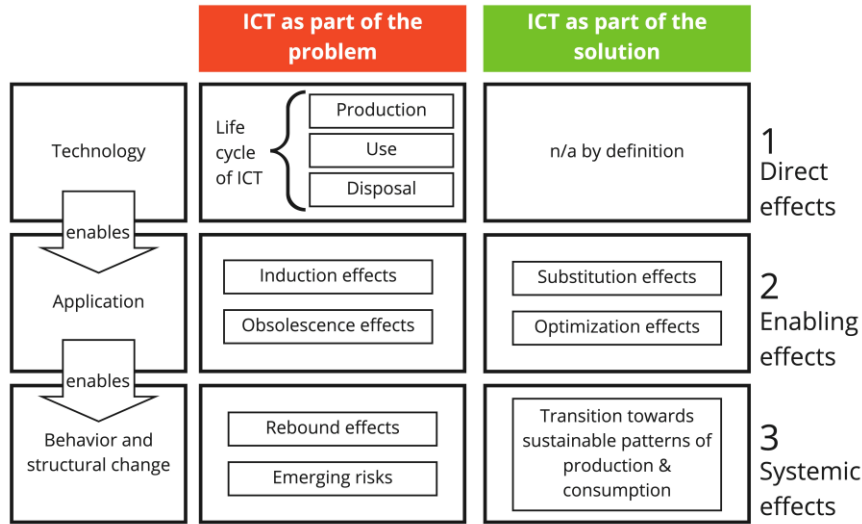 ICT as part of the
problem
ICT as part of the
solution
Technology
Life
cycle
of ICT
Production
Use
Disposal
n/a by definition
1
Direct
effects
enables
Application
Induction effects
Obsolescence effects
Substitution effects
Optimization effects
2
Enabling
effects
enables
Behavior and
structural change
Rebound effects
Emerging risks
Transition towards
sustainable patterns of
production &
consumption
3
Systemic
effects